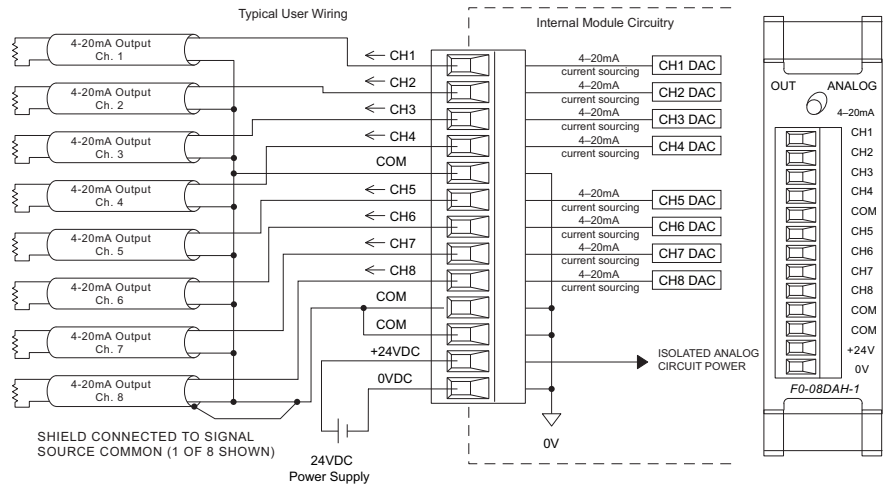 Typical User Wiring
Internal Module Circuitry
4-20mA Output
Ch. 1
4-20mA Output
Ch. 2
4-20mA Output
Ch. 3
4-20mA Output
Ch. 4
4-20mA Output
Ch. 5
4-20mA Output
Ch. 6
4-20mA Output
Ch. 7
4-20mA Output
Ch. 8
SHIELD CONNECTED TO SIGNAL
SOURCE COMMON (1 OF 8 SHOWN)
CH1
CH2
CH3
CH4
COM
CH5
CH6
CH7
CH8
COM
COM
+24VDC
0VDC
24VDC
Power Supply
4–20mA
current sourcing
CH1 DAC
4–20mA
current sourcing
CH2 DAC
4–20mA
current sourcing
CH3 DAC
4–20mA
current sourcing
CH4 DAC
4–20mA
current sourcing
CH5 DAC
4–20mA
current sourcing
CH6 DAC
4–20mA
current sourcing
CH7 DAC
4–20mA
current sourcing
CH8 DAC
ISOLATED ANALOG
CIRCUIT POWER
0V
OUT ANALOG
4–20mA
CH1
CH2
CH3
CH4
COM
CH5
CH6
CH7
CH8
COM
COM
+24V
0V
F0-08DAH-1